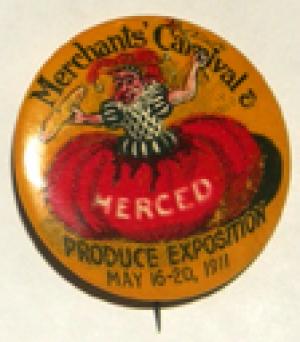 Merchants' Carnival &
MERCED
PRODUCE EXPOSITION
MAY 16-20, 1911